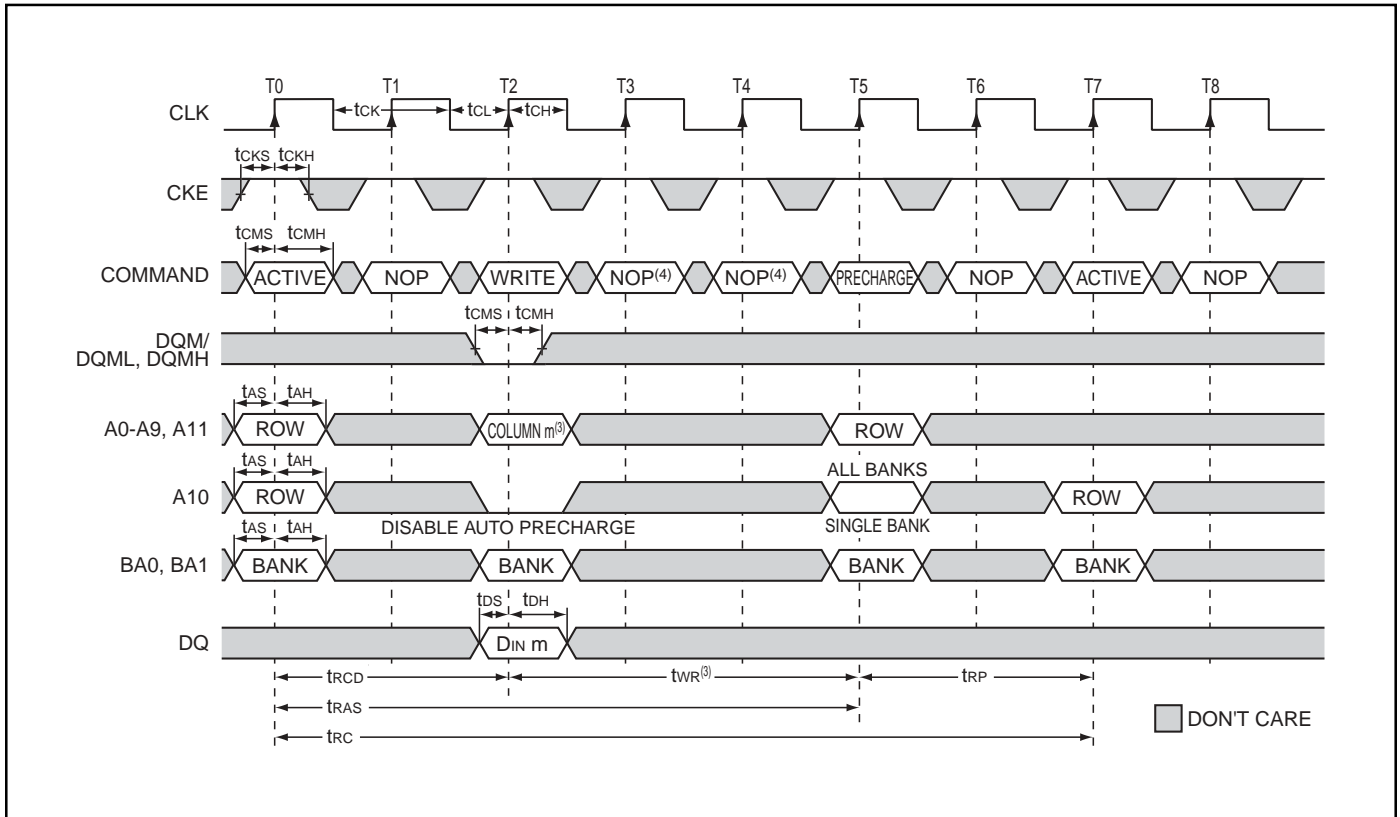 T0 T1 T2 T3 T4 T5 T6 T7 T8
CLK tCK tCL tCH
tCKS tCKH
CKE
tCMS tCMH
COMMAND ACTIVE NOP WRITE NOP(4) NOP(4) PRECHARGE NOP ACTIVE NOP
tCMS tCMH
DQM/
DQML, DQMH
tAS tAH
A0-A9, A11 ROW COLUMN m(3) ROW
tAS tAH ALL BANKS
A10 ROW ROW
tAS tAH DISABLE AUTO PRECHARGE SINGLE BANK
BA0, BA1 BANK BANK BANK BANK
tDS tDH
DQ DIN m
tRCD tWR(3) tRP
tRAS
DON'T CARE
tRC